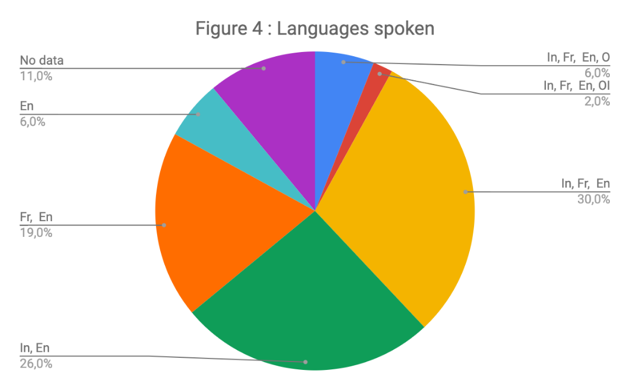 Figure 4 : Languages spoken
No data
11,0%
En
6,0%
Fr, En
19,0%
In, En
26,0%
In, Fr, En, O
6,0%
In, Fr, En, OI
2,0%
In, Fr, En
30,0%